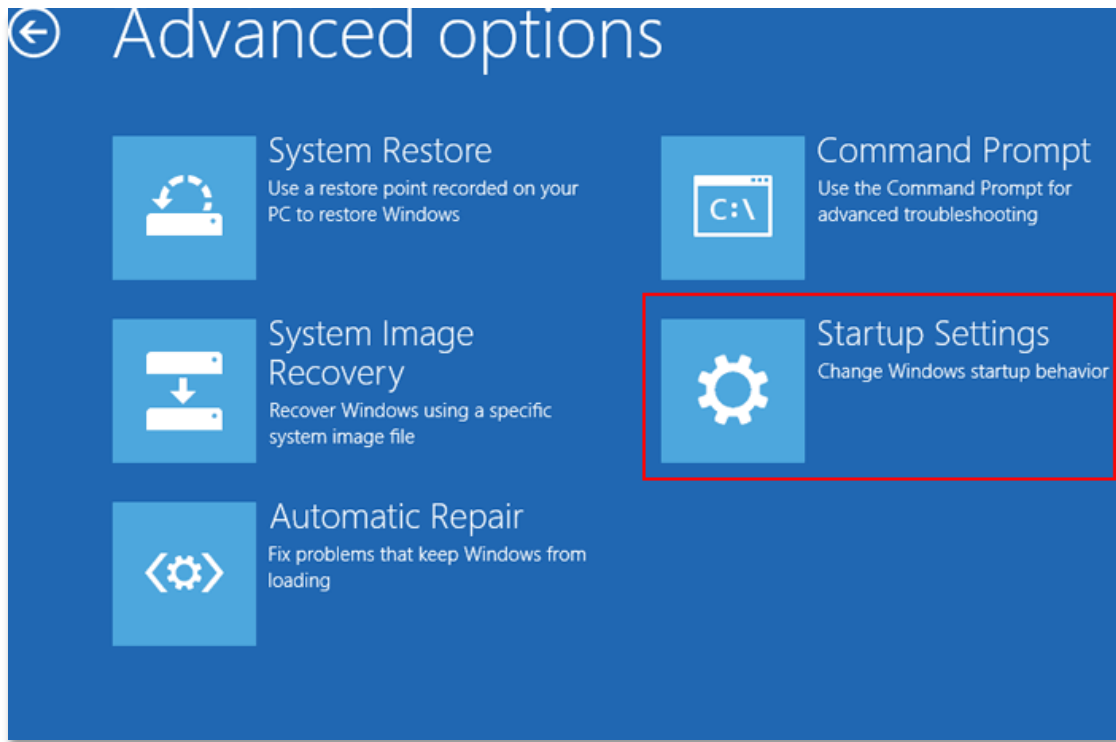 Advanced options
System Restore
Use a restore point recorded on your
PC to restore Windows
Command Prompt
Use the Command Prompt for
advanced troubleshooting
C:\
System Image
Recovery
Recover Windows using a specific
system image file
Startup Settings
Change Windows startup behavior
Automatic Repair
Fix problems that keep Windows from
loading